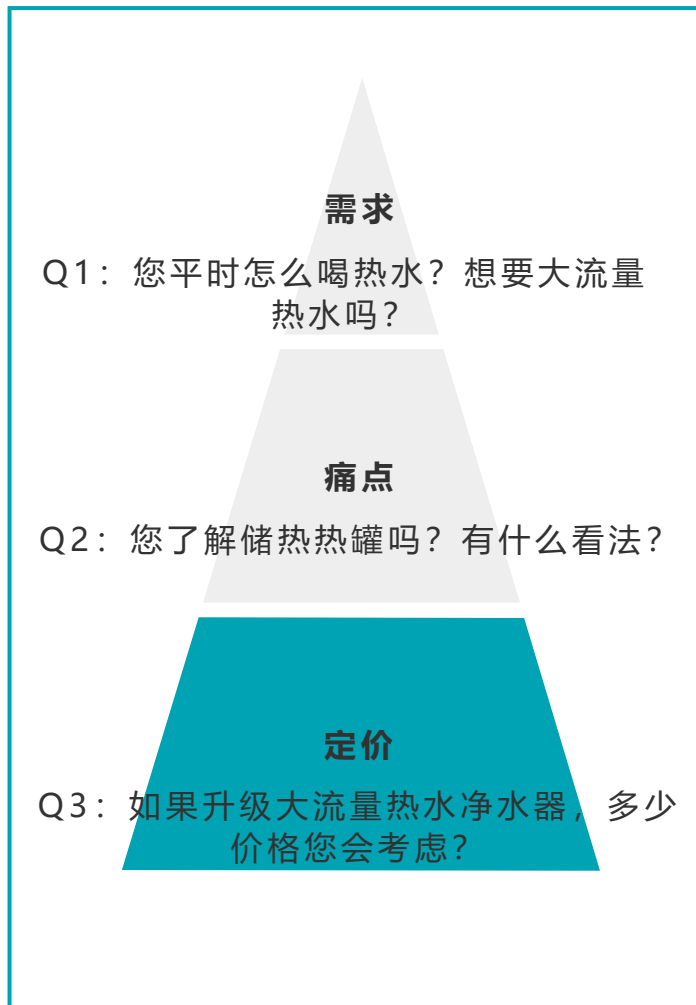 需求
Q1：您平时怎么喝热水？想要大流量
热水吗？
痛点
Q2：您了解储热热罐吗？有什么看法？
定价
Q3：如果升级大流量热水净水器，多少
价格您会考虑？